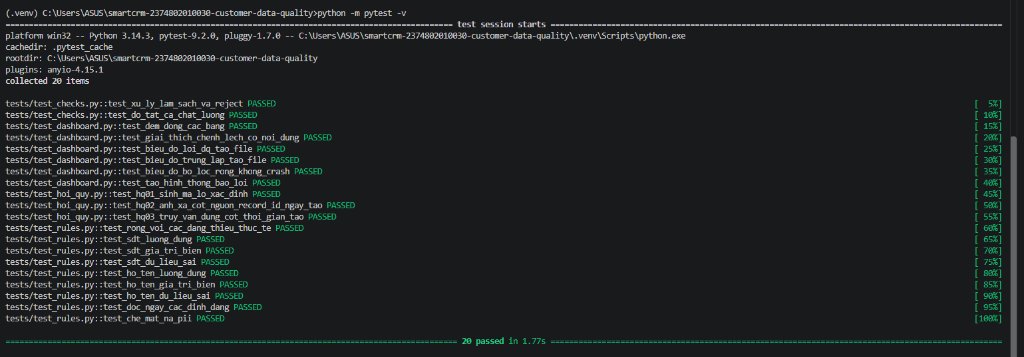 (.venv) C:\Users\ASUS\smartcrm-2374802010030-customer-data-quality>python -m pytest -v
test session starts
platform win32 -- Python 3.14.3, pytest-9.2.0, pluggy-1.7.0 -- C:\Users\ASUS\smartcrm-2374802010030-customer-data-quality\.venv\Scripts\python.exe
cachedir: .pytest_cache
rootdir: C:\Users\ASUS\smartcrm-2374802010030-customer-data-quality
plugins: anyio-4.15.1
collected 20 items
tests/test_checks.py::test_xu_ly_lam_sach_va_reject PASSED [ 5%]
tests/test_checks.py::test_do_tat_ca_chat_luong PASSED [ 10%]
tests/test_dashboard.py::test_dem_dong_cac_bang PASSED [ 15%]
tests/test_dashboard.py::test_giai_thich_chenh_lech_co_noi_dung PASSED [ 20%]
tests/test_dashboard.py::test_bieu_do_loi_dq_tao_file PASSED [ 25%]
tests/test_dashboard.py::test_bieu_do_trung_lap_tao_file PASSED [ 30%]
tests/test_dashboard.py::test_bieu_do_bo_loc_rong_khong_crash PASSED [ 35%]
tests/test_dashboard.py::test_tao_hinh_thong_bao_loi PASSED [ 40%]
tests/test_hoi_quy.py::test_hq01_sinh_ma_lo_xac_dinh PASSED [ 45%]
tests/test_hoi_quy.py::test_hq02_anh_xa_cot_nguon_record_id_ngay_tao PASSED [ 50%]
tests/test_hoi_quy.py::test_hq03_truy_van_dung_cot_thoi_gian_tao PASSED [ 55%]
tests/test_rules.py::test_rong_voi_cac_dang_thieu_thuc_te PASSED [ 60%]
tests/test_rules.py::test_sdt_luong_dung PASSED [ 65%]
tests/test_rules.py::test_sdt_gia_tri_bien PASSED [ 70%]
tests/test_rules.py::test_sdt_du_lieu_sai PASSED [ 75%]
tests/test_rules.py::test_ho_ten_luong_dung PASSED [ 80%]
tests/test_rules.py::test_ho_ten_gia_tri_bien PASSED [ 85%]
tests/test_rules.py::test_ho_ten_du_lieu_sai PASSED [ 90%]
tests/test_rules.py::test_doc_ngay_cac_dinh_dang PASSED [ 95%]
tests/test_rules.py::test_che_mat_na_pii PASSED [100%]
20 passed in 1.77s